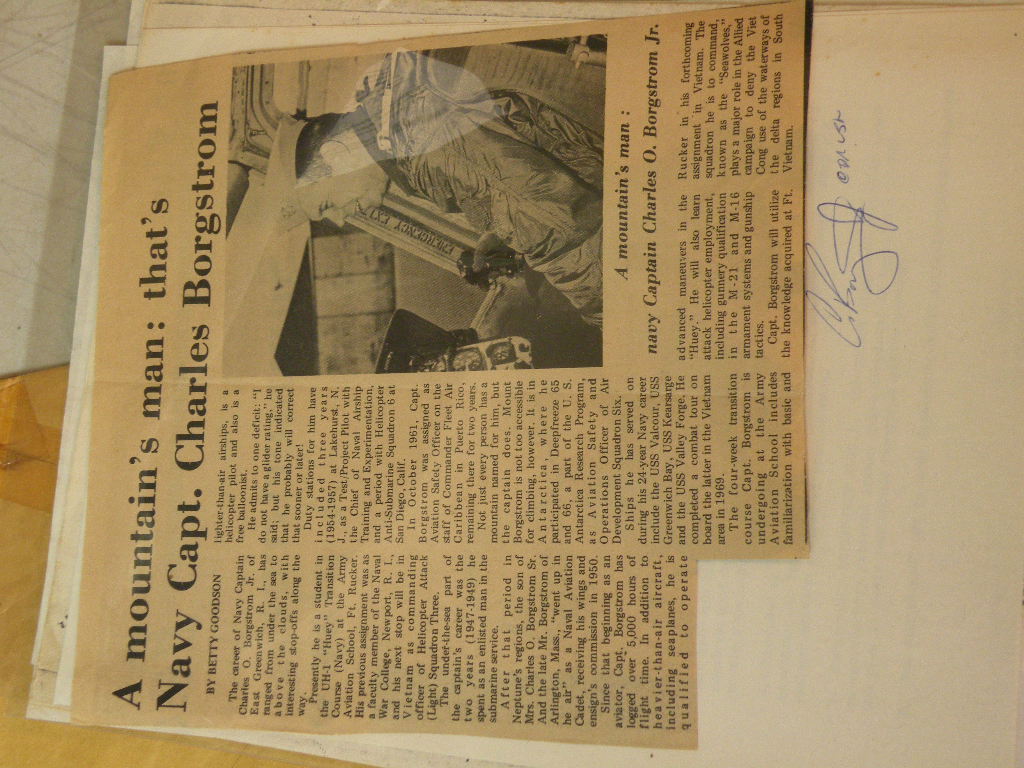 A mountain's man: that's
Navy Capt. Charles Borgstrom
BY BETTY GOODSON
The career of Navy Captain
Charles O. Borgstrom Jr. of
East Greenwich, R. I., has
ranged from under the sea to
above the clouds, with
interesting stop-offs along the
way.
Presently he is a student in
the UH-1 "Huey" Transition
Course (Navy) at the Army
Aviation School, Ft. Rucker.
His previous assignment was as
a faculty member of the Naval
War College, Newport, R. I.,
and his next stop will be in
Vietnam as commanding
officer of Helicopter Attack
(Light) Squadron Three.
The under-the-sea part of
the captain's career was the
two years (1947-1949) he
spent as an enlisted man in the
submarine service.
After that period in
Neptune's regions, the son of
Mrs. Charles O. Borgstrom Sr.
And the late Mr. Borgstrom of
Arlington, Mass., "went up in
he air" as a Naval Aviation
Cadet, receiving his wings and
ensign's commission in 1950.
Since that beginning as an
aviator, Capt. Borgstrom has
logged over 5,000 hours of
flight time. In addition to
heavier-than-air aircraft,
including seaplanes, he is
qualified to operate
lighter-than-air airships, is a
helicopter pilot and also is a
free balloonist.
He admits to one deficit: "I
do not have a glider rating," he
said; but his tone indicated
that he probably will correct
that sooner or later!
Duty stations for him have
included three years
(1954-1957) at Lakehurst, N.
J., as a Test/Project Pilot with
the Chief of Naval Airship
Training and Experimentation,
and a period with Helicopter
Anti-Submarine Squadron 6 at
San Diego, Calif.
In October 1961, Capt.
Borgstrom was assigned as
Aviation Safety Officer on the
staff of Commander Fleet Air
Caribbean in Puerto Rico,
remaining there for two years.
Not just every person has a
mountain named for him, but
the captain does. Mount
Borgstrom is not too accessible
for climbing, however. It is in
Antarctica where he
participated in Deepfreeze 65
and 66, a part of the U. S.
Antarctica Research Program,
as Aviation Safety and
Operations Officer of Air
Development Squadron Six.
Ships he has served on
during his 24-year Navy career
include the USS Valcour, USS
Greenwich Bay, USS Kearsarge
and the USS Valley Forge. He
completed a combat tour on
board the later in the Vietnam
area in 1969.
The four-week transition
course Capt. Borgstrom is
undergoing at the Army
Aviation School includes
familiarization with basic and
EMERGENCY EXIT
A mountain's man :
navy Captain Charles O. Borgstrom Jr.
advanced maneuvers in the
"Huey." He will also learn
attack helicopter employment,
including gunnery qualification
in the M-21 and M-16
armament systems and gunship
tactics.
Capt. Borgstrom will utilize
the knowledge acquired at Ft.
Rucker in his forthcoming
assignment in Vietnam. The
squadron he is to command,
known as the "Seawolves,"
plays a major role in the Allied
campaign to deny the Viet
Cong use of the waterways of
the delta regions in South
Vietnam.